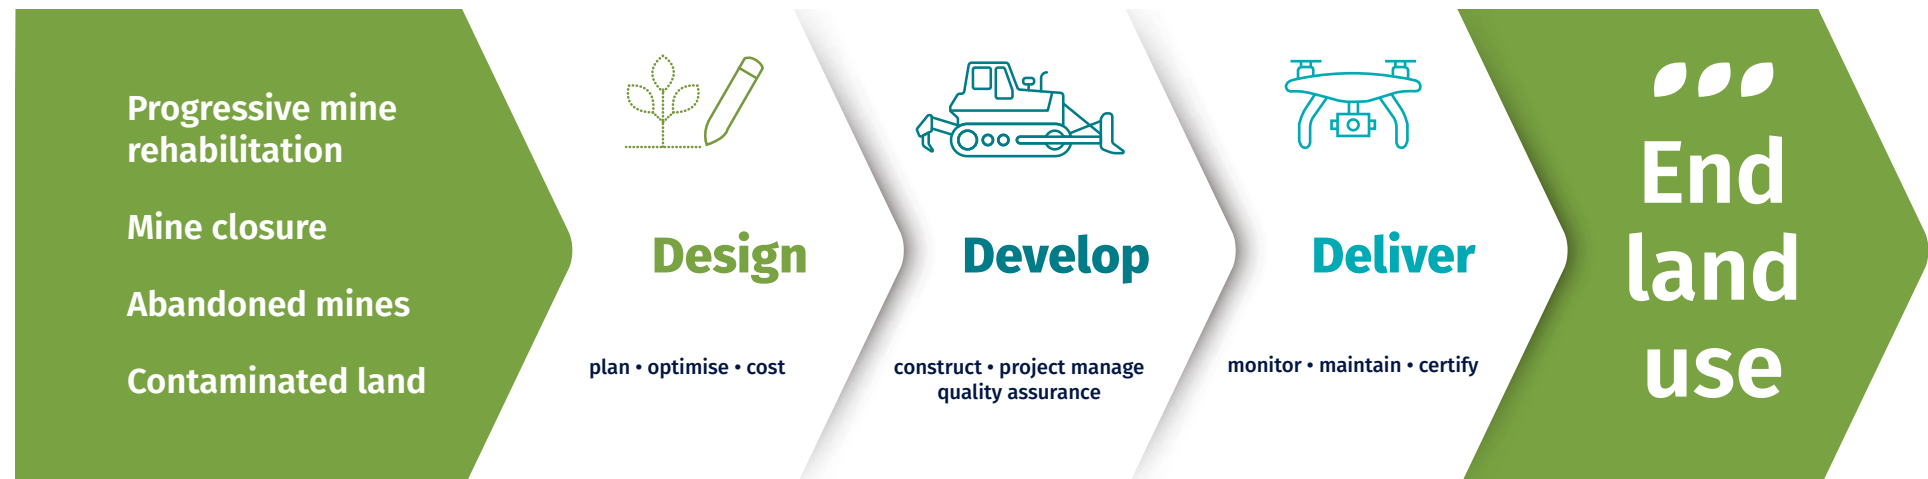 Progressive mine
rehabilitation
Mine closure
Abandoned mines
Contaminated land
Design
plan • optimise • cost
Develop
construct • project manage
quality assurance
Deliver
monitor • maintain • certify
End
land
use